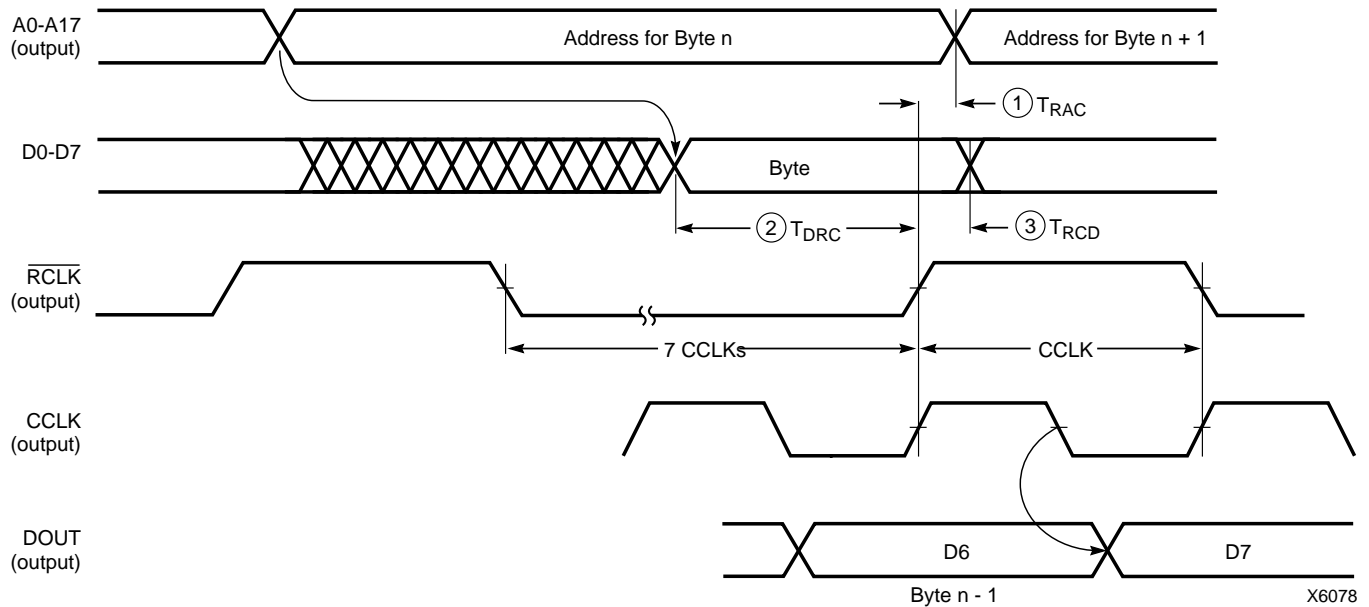 A0-A17
(output)
Address for Byte n
Address for Byte n + 1
1 TRAC
D0-D7
Byte
2 TDRC
3 TRCD
RCLK
(output)
7 CCLKs
CCLK
CCLK
(output)
DOUT
(output)
D6
D7
Byte n - 1
X6078